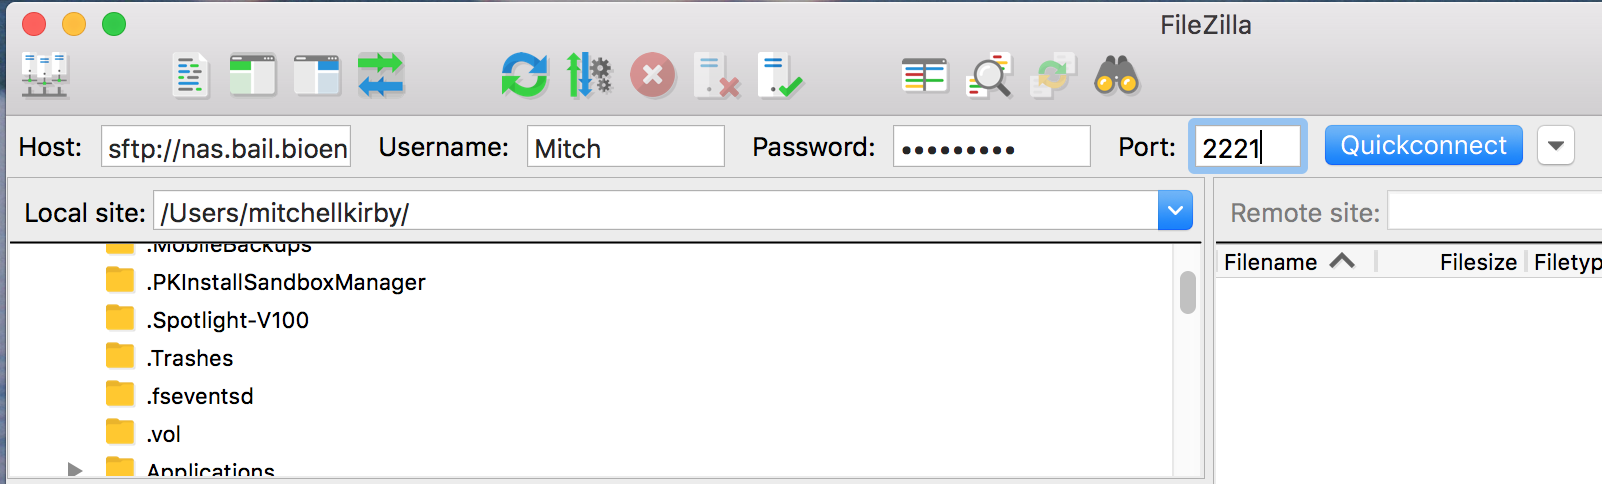 FileZilla
Host: sftp://nas.bail.bioen Username: Mitch Password: ••••••••• Port: 2221 Quickconnect
Local site: /Users/mitchellkirby/
Remote site:
.MobileBackups
Filename Filesize Filetyp
.PKInstallSandboxManager
.Spotlight-V100
.Trashes
.fseventsd
.vol
Applications